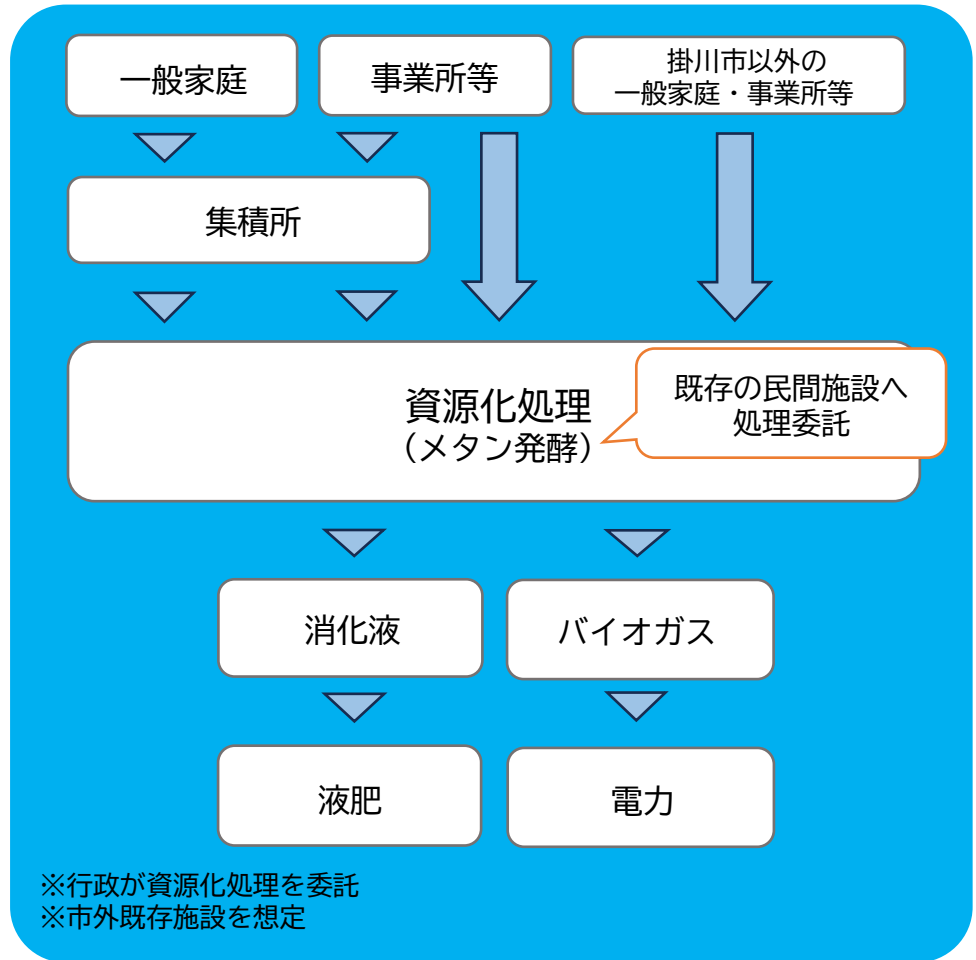 一般家庭
事業所等
掛川市以外の
一般家庭・事業所等
集積所
資源化処理
（メタン発酵）
既存の民間施設へ
処理委託
消化液
バイオガス
液肥
電力
※行政が資源化処理を委託
※市外既存施設を想定